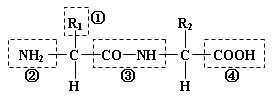 ①
R₁ R₂
NH₂ — C — CO — NH — C — COOH
② ③ ④
H H